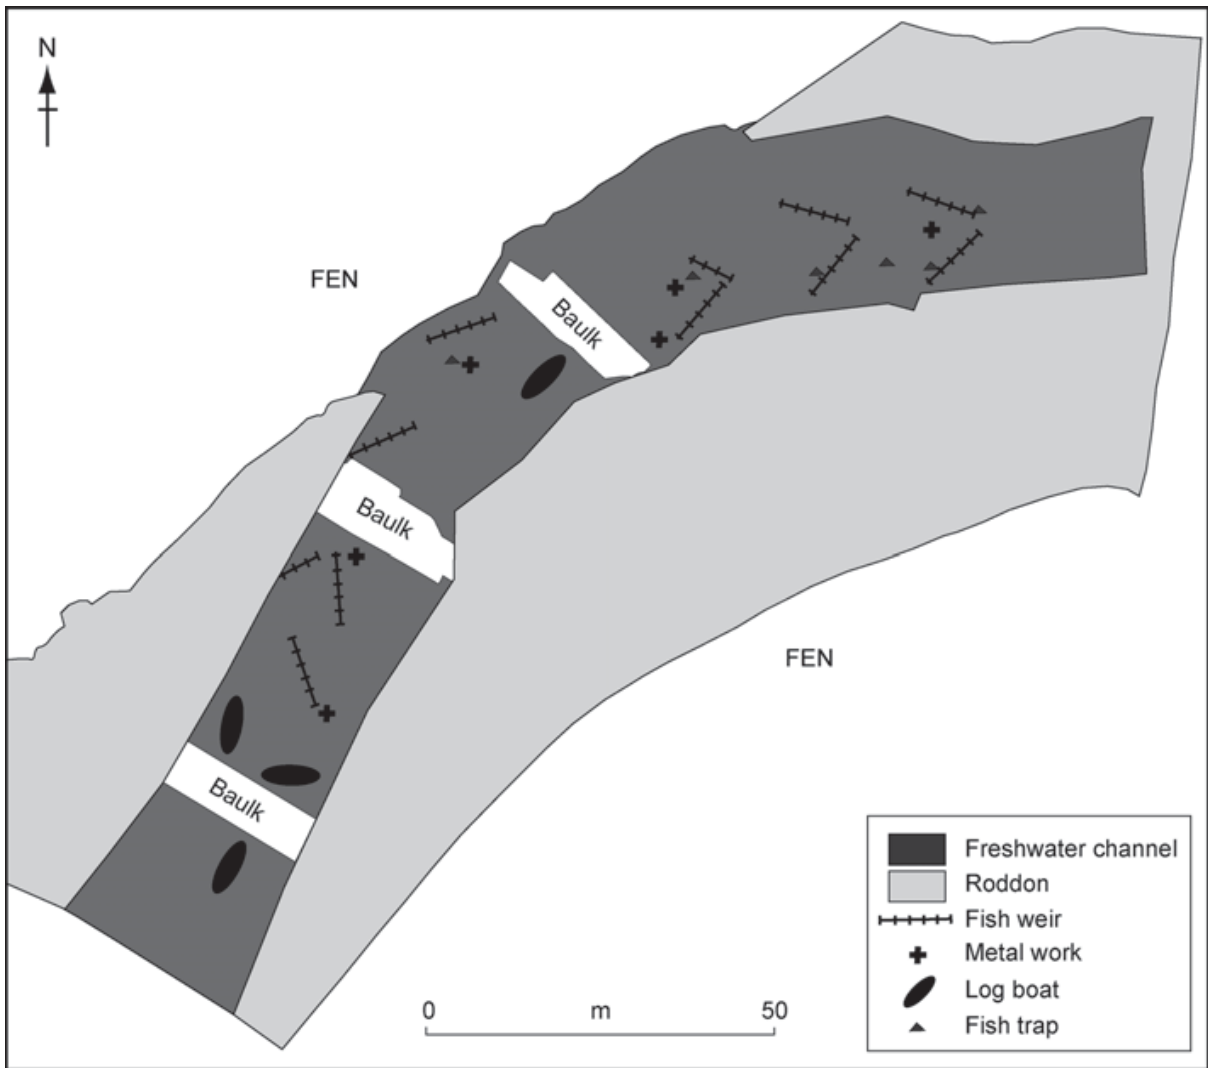 N
FEN
Baulk
Baulk
FEN
Baulk
Freshwater channel
Roddon
Fish weir
Metal work
Log boat
Fish trap
0 m 50